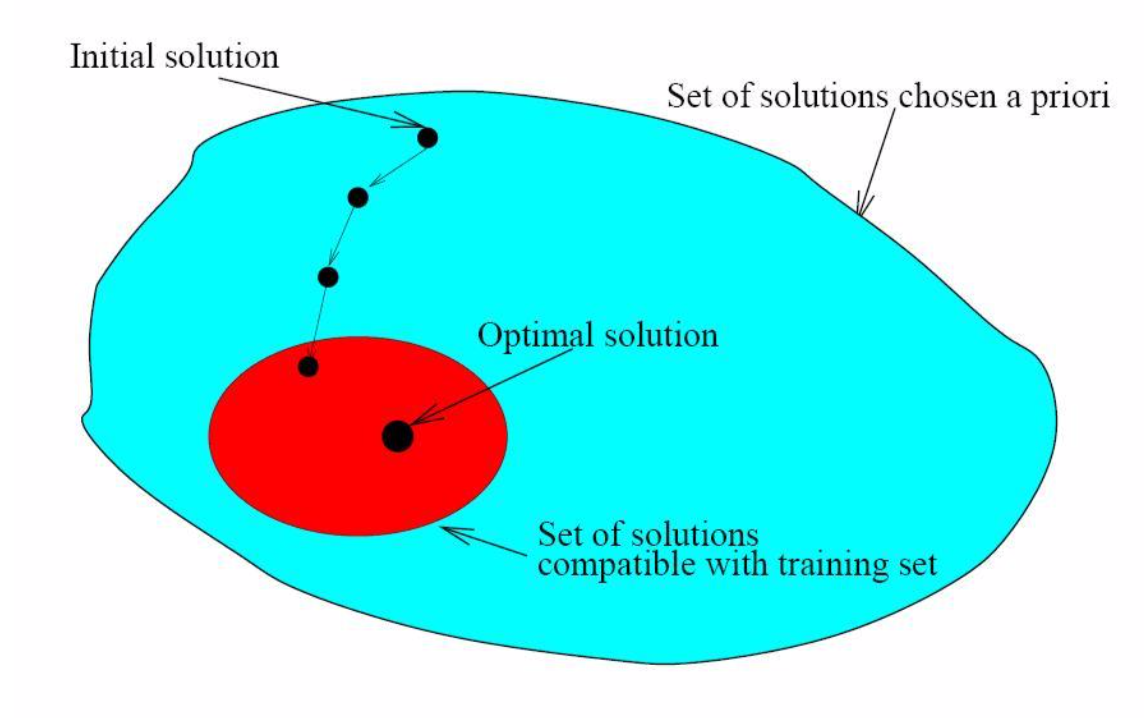 Initial solution
Set of solutions chosen a priori
Optimal solution
Set of solutions
compatible with training set